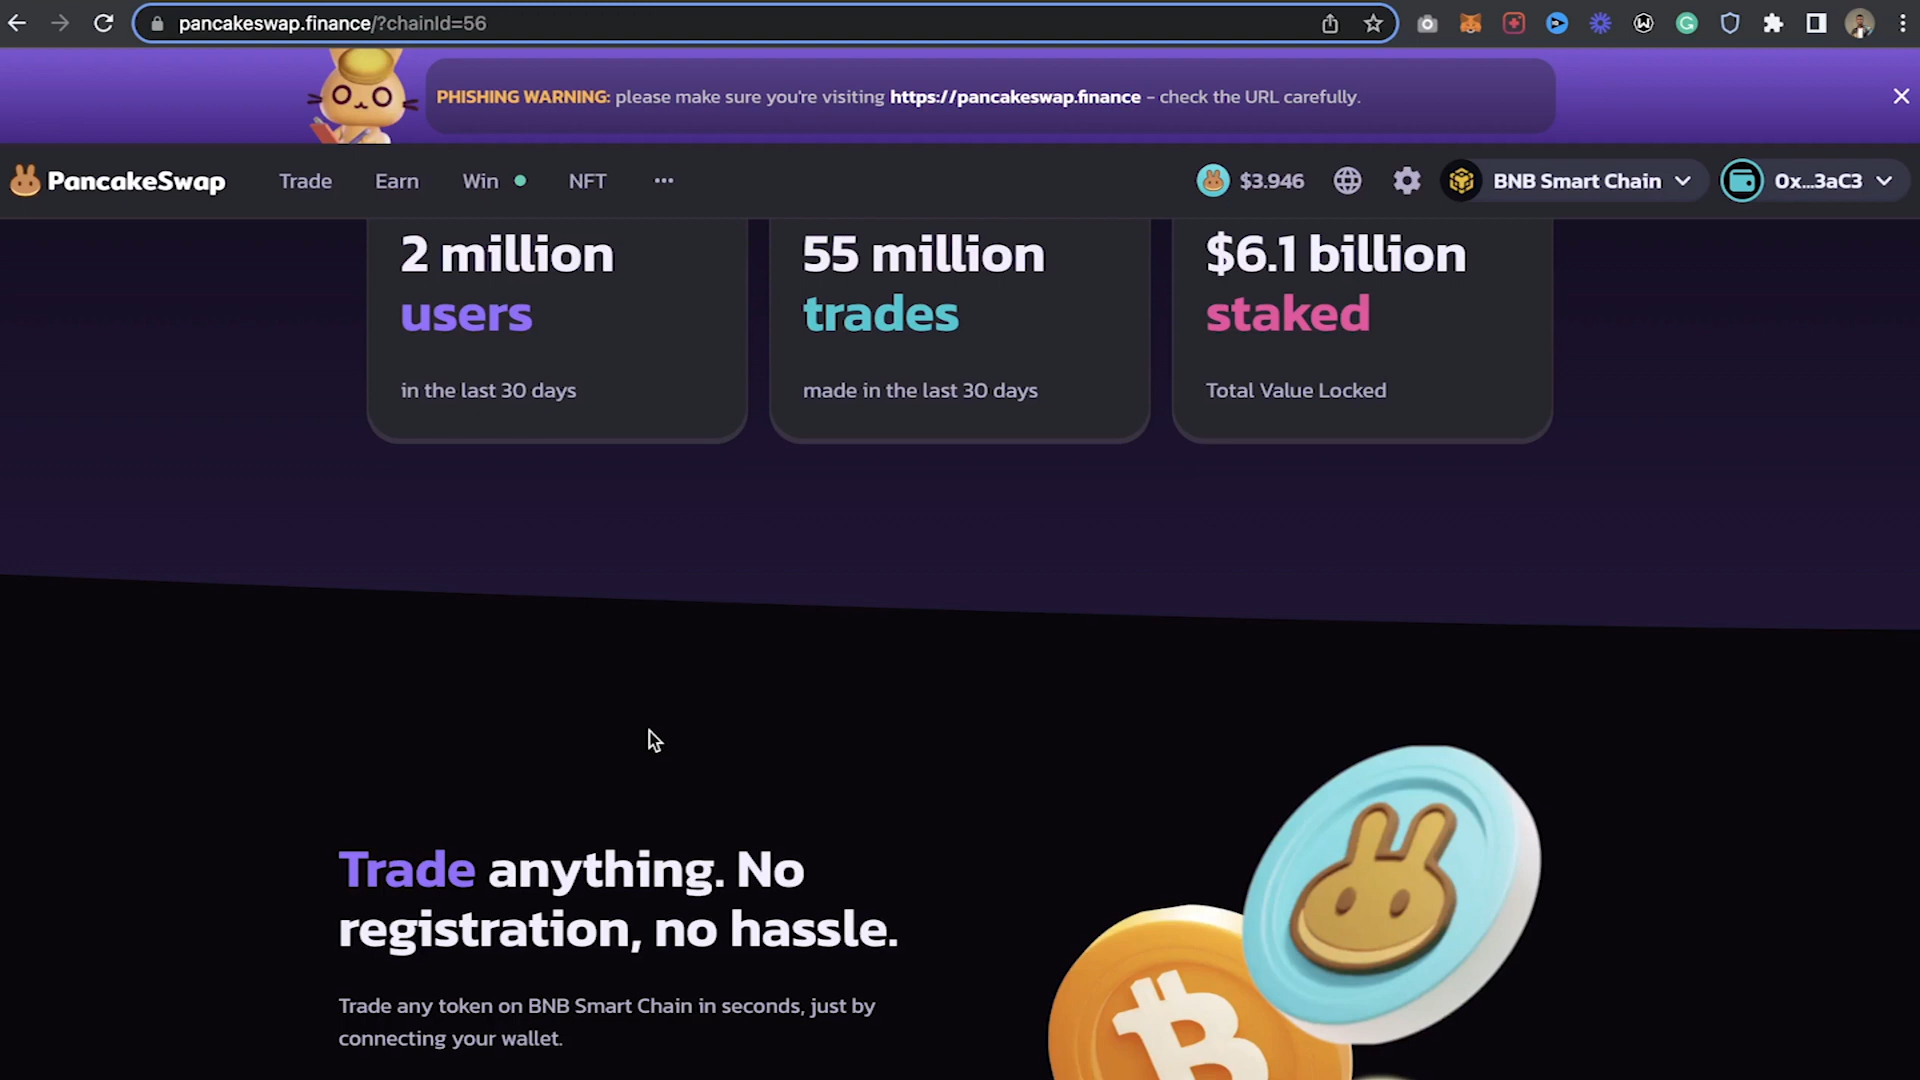 pancakeswap.finance/?chainId=56
PHISHING WARNING: please make sure you're visiting https://pancakeswap.finance - check the URL carefully.
PancakeSwap Trade Earn Win NFT $3.946 BNB Smart Chain 0x...3aC3
2 million
users
in the last 30 days
55 million
trades
made in the last 30 days
$6.1 billion
staked
Total Value Locked
Trade anything. No
registration, no hassle.
Trade any token on BNB Smart Chain in seconds, just by
connecting your wallet.